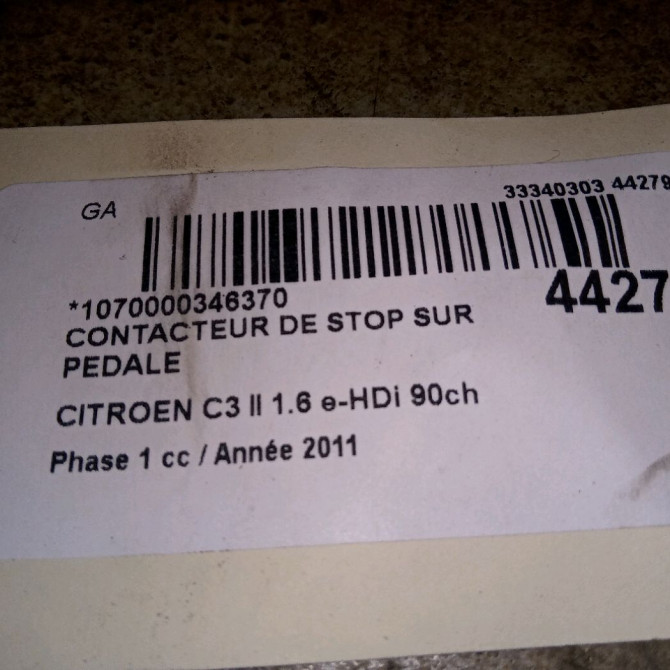 GA
33340303 44279
*1070000346370
4427
CONTACTEUR DE STOP SUR
PEDALE
CITROEN C3 II 1.6 e-HDi 90ch
Phase 1 cc / Année 2011